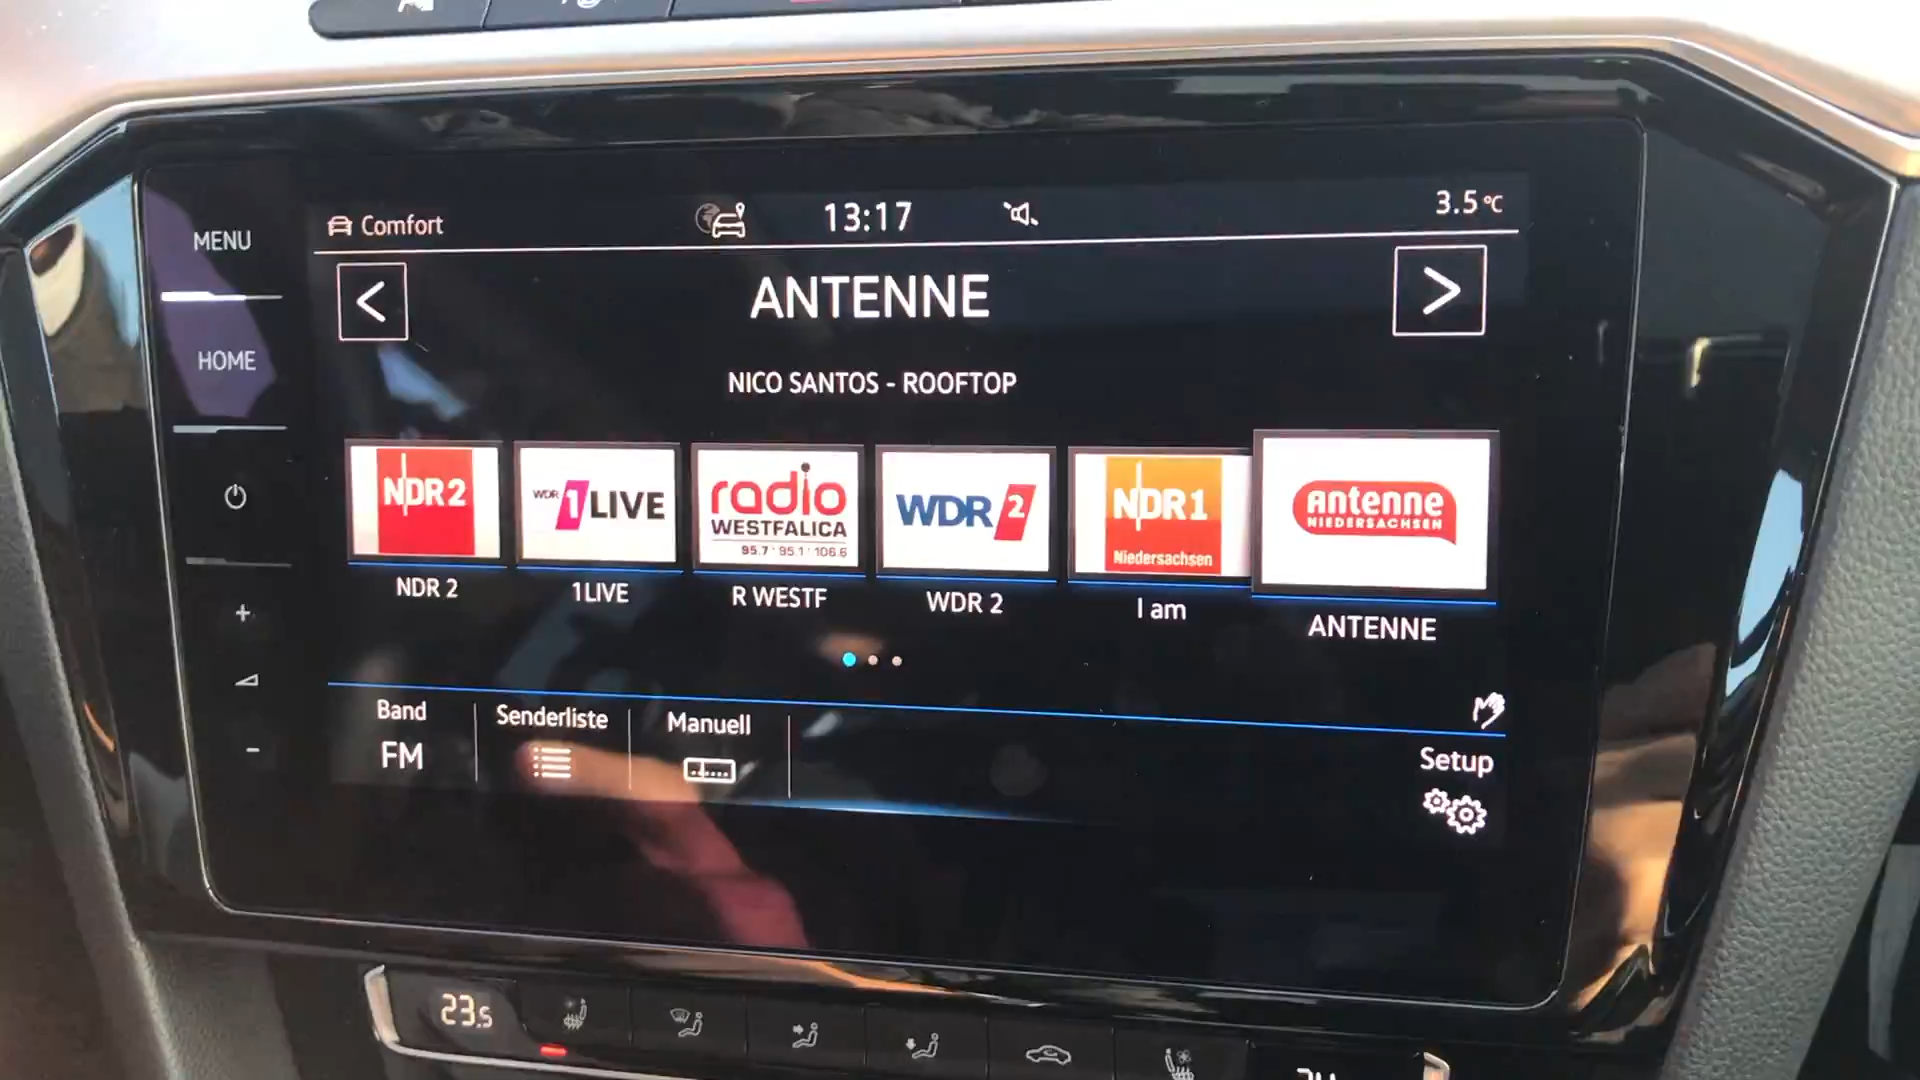 MENU
HOME
Comfort
13:17
3.5 °C
<
ANTENNE
>
NICO SANTOS - ROOFTOP
NDR 2
WDR 1LIVE
radio
WESTFALICA
95.7 ' 95.1 ' 106.6
WDR 2
NDR 1
Niedersachsen
antenne
NIEDERSACHSEN
NDR 2
1LIVE
R WESTF
WDR 2
I am
ANTENNE
+
-
Band
FM
Senderliste
Manuell
Setup
23.5